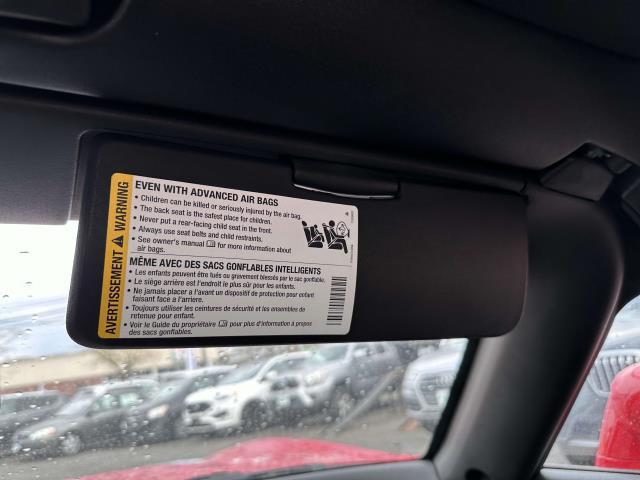 AVERTISSEMENT WARNING
EVEN WITH ADVANCED AIR BAGS
• Children can be killed or seriously injured by the air bag.
• The back seat is the safest place for children.
• Never put a rear-facing child seat in the front.
• Always use seat belts and child restraints.
• See owner's manual for more information about
air bags.
MÊME AVEC DES SACS GONFLABLES INTELLIGENTS
• Les enfants peuvent être tués ou gravement blessés par le sac gonflable.
• Le siège arrière est l'endroit le plus sûr pour les enfants.
• Ne jamais placer a l'avant un dispositif de protection pour enfant
faisant face a l'arriere.
• Toujours utiliser les ceintures de sécurité et les ensembles de
retenue pour enfant.
• Voir le Guide du propriétaire pour plus d'information à propos
des sacs gonflables.